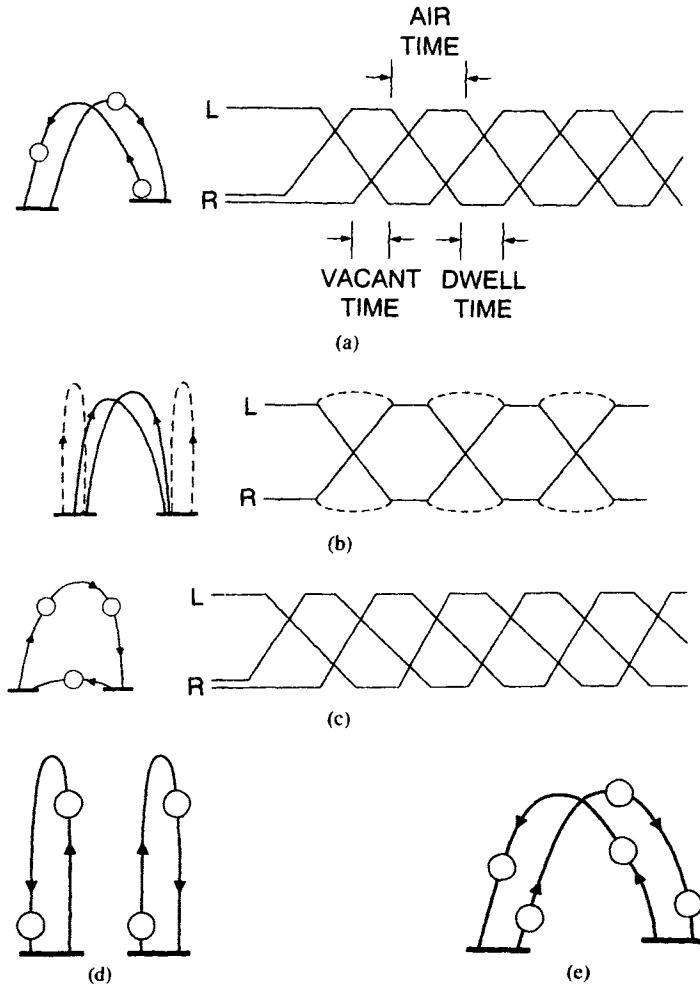 AIR
TIME
L
R
VACANT DWELL
TIME TIME
(a)
L
R
(b)
L
R
(c)
(d) (e)